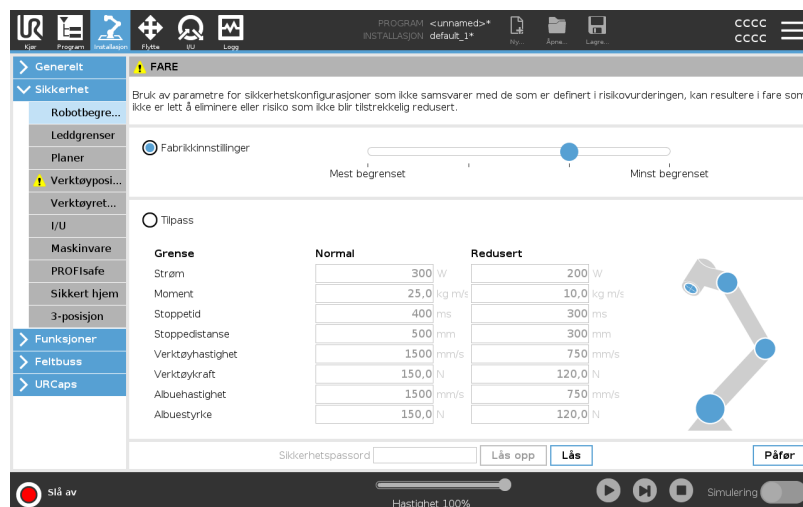 PROGRAM <unnamed>*
INSTALLASJON default_1*
Kjør Program Installasjon Flytte I/U Logg Ny... Åpne... Lagre...
CCCC
CCCC
Generelt
Sikkerhet
Robotbegre...
Leddgrenser
Planer
Verktøyposi...
Verktøyret...
I/U
Maskinvare
PROFIsafe
Sikkert hjem
3-posisjon
Funksjoner
Feltbuss
URCaps
FARE
Bruk av parametre for sikkerhetskonfigurasjoner som ikke samsvarer med de som er definert i risikovurderingen, kan resultere i fare som
ikke er lett å eliminere eller risiko som ikke blir tilstrekkelig redusert.
Fabrikkinnstillinger
Mest begrenset Minst begrenset
Tilpass
Grense Normal Redusert
Strøm 300 W 200 W
Moment 25,0 kg m/s 10,0 kg m/s
Stoppetid 400 ms 300 ms
Stoppedistanse 500 mm 300 mm
Verktøyhastighet 1500 mm/s 750 mm/s
Verktøykraft 150,0 N 120,0 N
Albuehastighet 1500 mm/s 750 mm/s
Albuestyrke 150,0 N 120,0 N
Sikkerhetspassord Lås opp Lås Påfør
Slå av Hastighet 100% Simulering